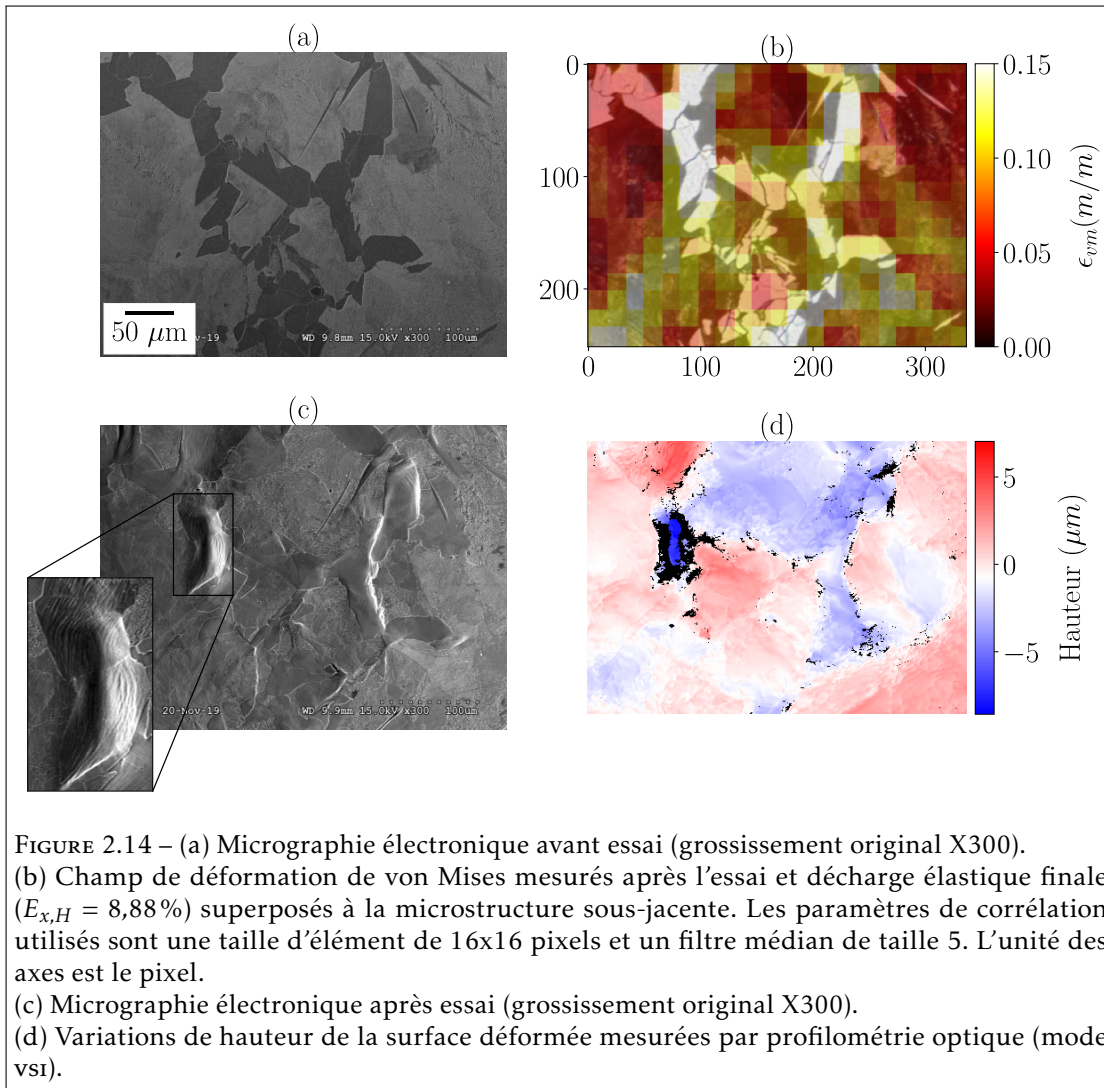 (a)
(b)
0
100
200
0
100
200
300
0.15
0.10
0.05
0.00
ϵvm(m/m)
50 μm
v-19
WD 9.8mm 15.0kV x300 100um
(c)
20-Nov-19
WD 9.9mm 15.0kV x300 100um
(d)
5
0
−5
Hauteur (μm)
FIGURE 2.14 – (a) Micrographie électronique avant essai (grossissement original X300).
(b) Champ de déformation de von Mises mesurés après l'essai et décharge élastique finale
(Ex,H = 8,88%) superposés à la microstructure sous-jacente. Les paramètres de corrélation
utilisés sont une taille d'élément de 16x16 pixels et un filtre médian de taille 5. L'unité des
axes est le pixel.
(c) Micrographie électronique après essai (grossissement original X300).
(d) Variations de hauteur de la surface déformée mesurées par profilométrie optique (mode
VSI).